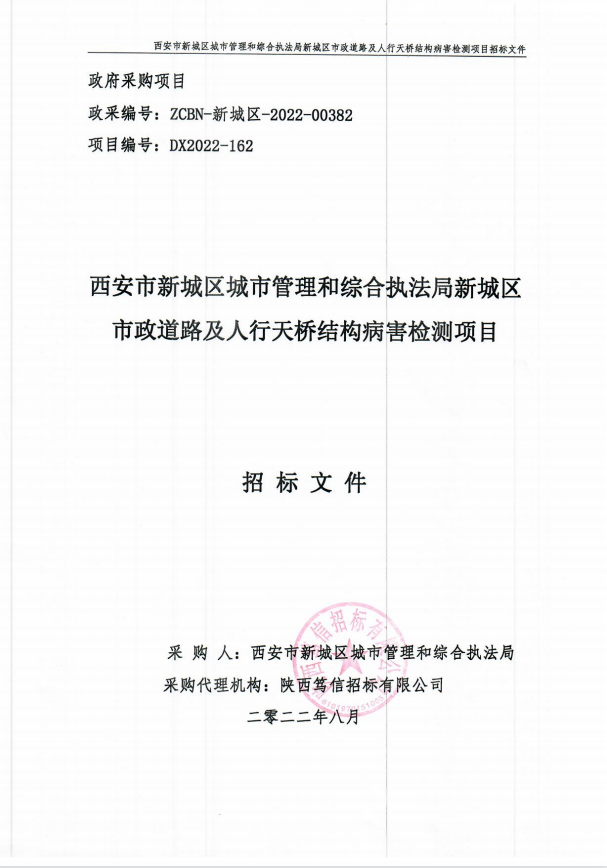 西安市新城区城市管理和综合执法局新城区市政道路及人行天桥结构病害检测项目招标文件
政府采购项目
政采编号：ZCBN-新城区-2022-00382
项目编号：DX2022-162
西安市新城区城市管理和综合执法局新城区
市政道路及人行天桥结构病害检测项目
招标文件
采购人：西安市新城区城市管理和综合执法局
采购代理机构：陕西笃信招标有限公司
二零二二年八月